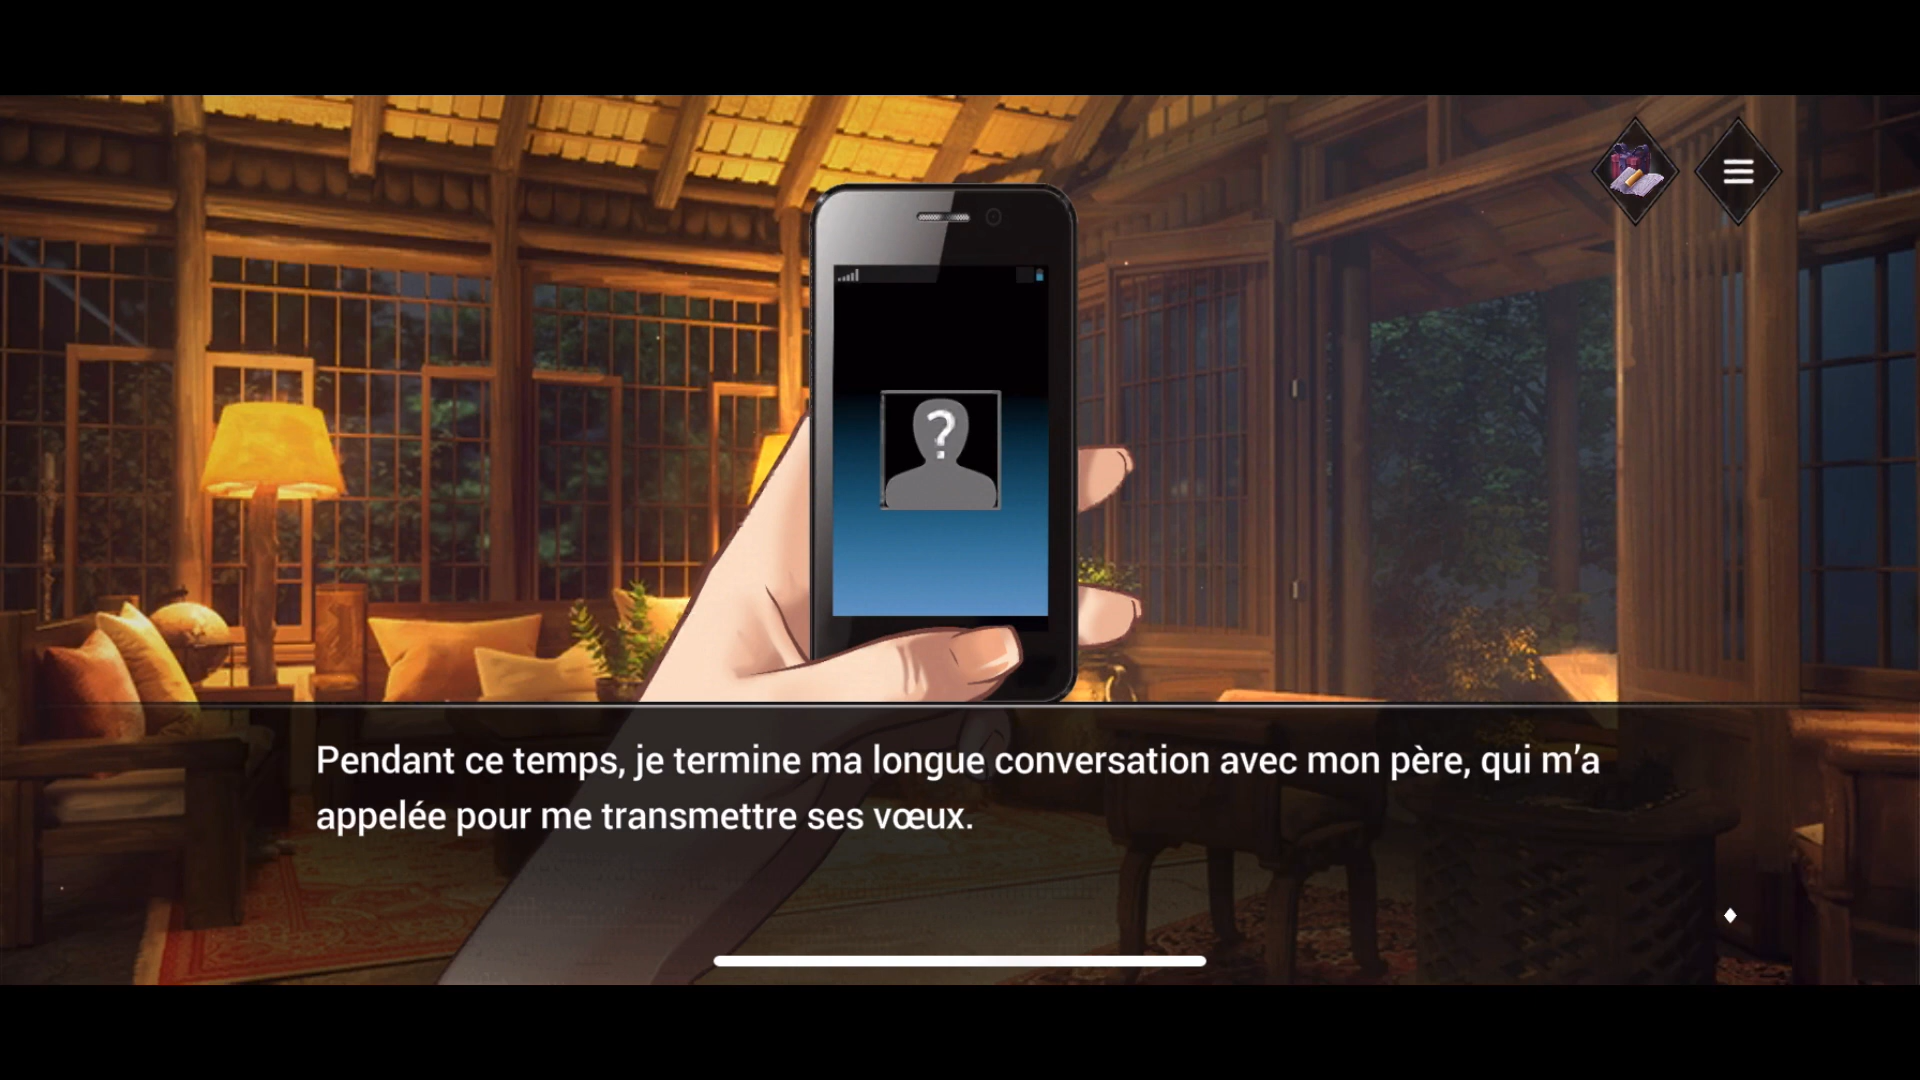 ?
Pendant ce temps, je termine ma longue conversation avec mon père, qui m’a
appelée pour me transmettre ses vœux.